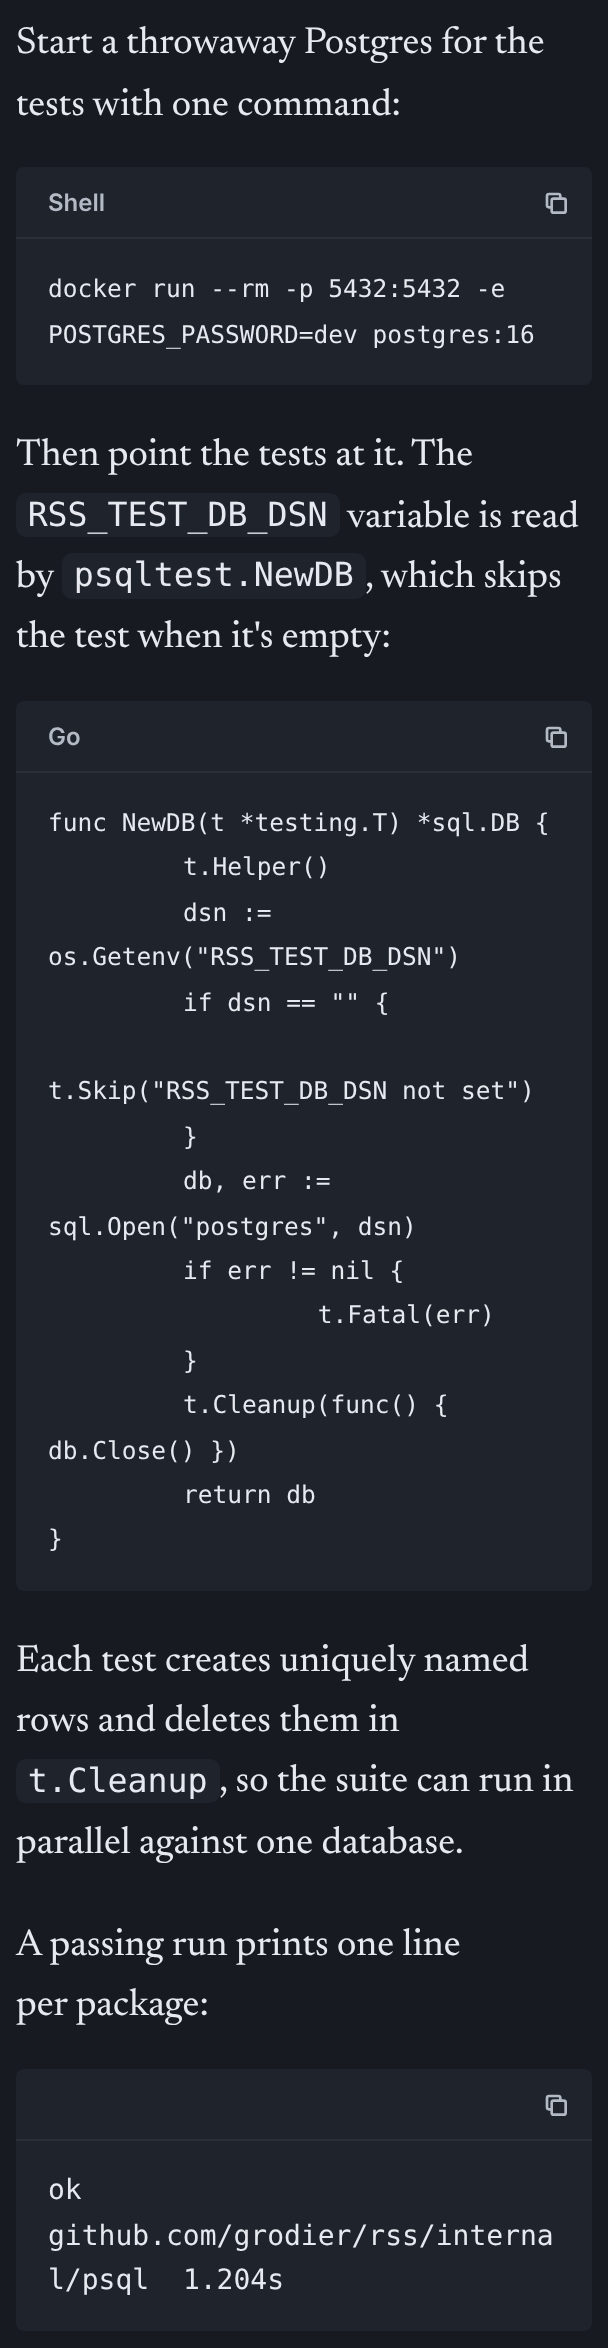 Start a throwaway Postgres for the
tests with one command:
Shell
docker run --rm -p 5432:5432 -e
POSTGRES_PASSWORD=dev postgres:16
Then point the tests at it. The
RSS_TEST_DB_DSN variable is read
by psqltest.NewDB, which skips
the test when it's empty:
Go
func NewDB(t *testing.T) *sql.DB {
        t.Helper()
        dsn :=
os.Getenv("RSS_TEST_DB_DSN")
        if dsn == "" {

t.Skip("RSS_TEST_DB_DSN not set")
        }
        db, err :=
sql.Open("postgres", dsn)
        if err != nil {
                t.Fatal(err)
        }
        t.Cleanup(func() {
db.Close() })
        return db
}
Each test creates uniquely named
rows and deletes them in
t.Cleanup, so the suite can run in
parallel against one database.
A passing run prints one line
per package:
ok
github.com/grodier/rss/interna
l/psql  1.204s